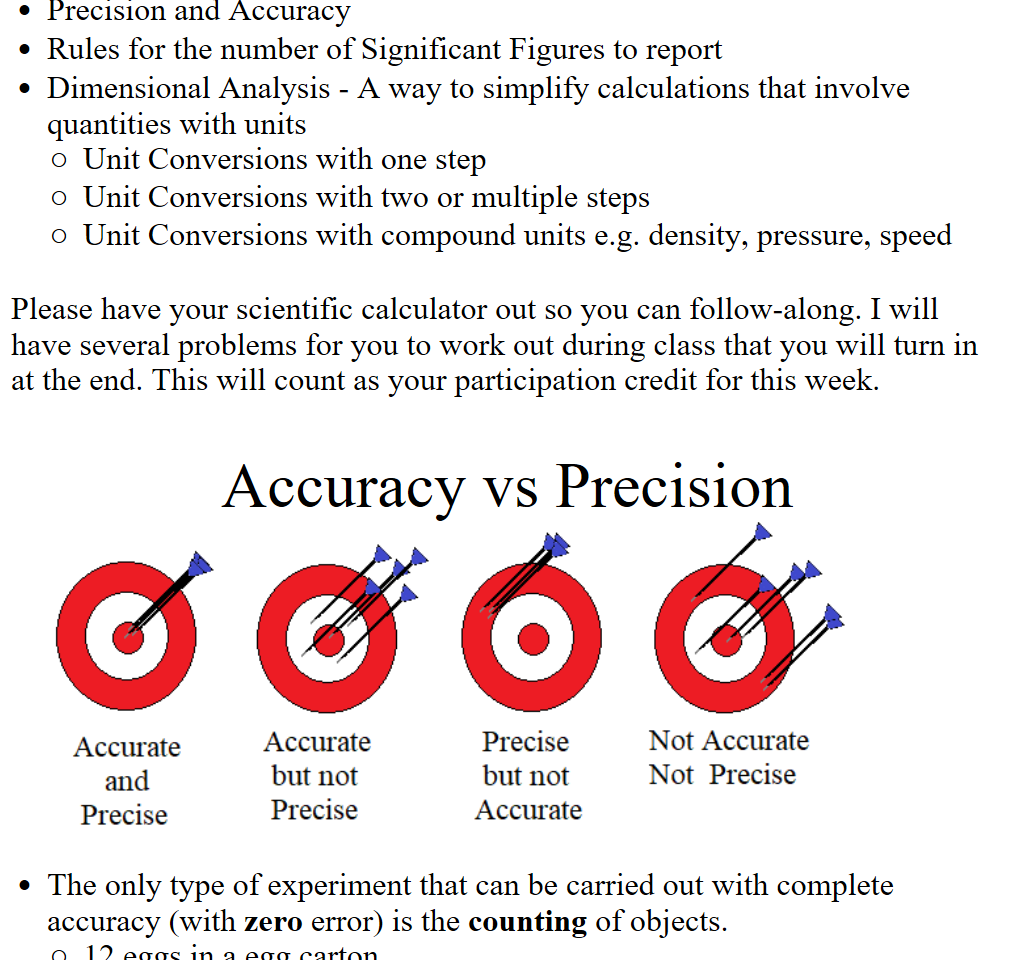 • Precision and Accuracy
• Rules for the number of Significant Figures to report
• Dimensional Analysis - A way to simplify calculations that involve
quantities with units
○ Unit Conversions with one step
○ Unit Conversions with two or multiple steps
○ Unit Conversions with compound units e.g. density, pressure, speed
Please have your scientific calculator out so you can follow-along. I will
have several problems for you to work out during class that you will turn in
at the end. This will count as your participation credit for this week.
Accuracy vs Precision
Accurate
and
Precise
Accurate
but not
Precise
Precise
but not
Accurate
Not Accurate
Not Precise
• The only type of experiment that can be carried out with complete
accuracy (with zero error) is the counting of objects.
○ 12 eggs in a egg carton